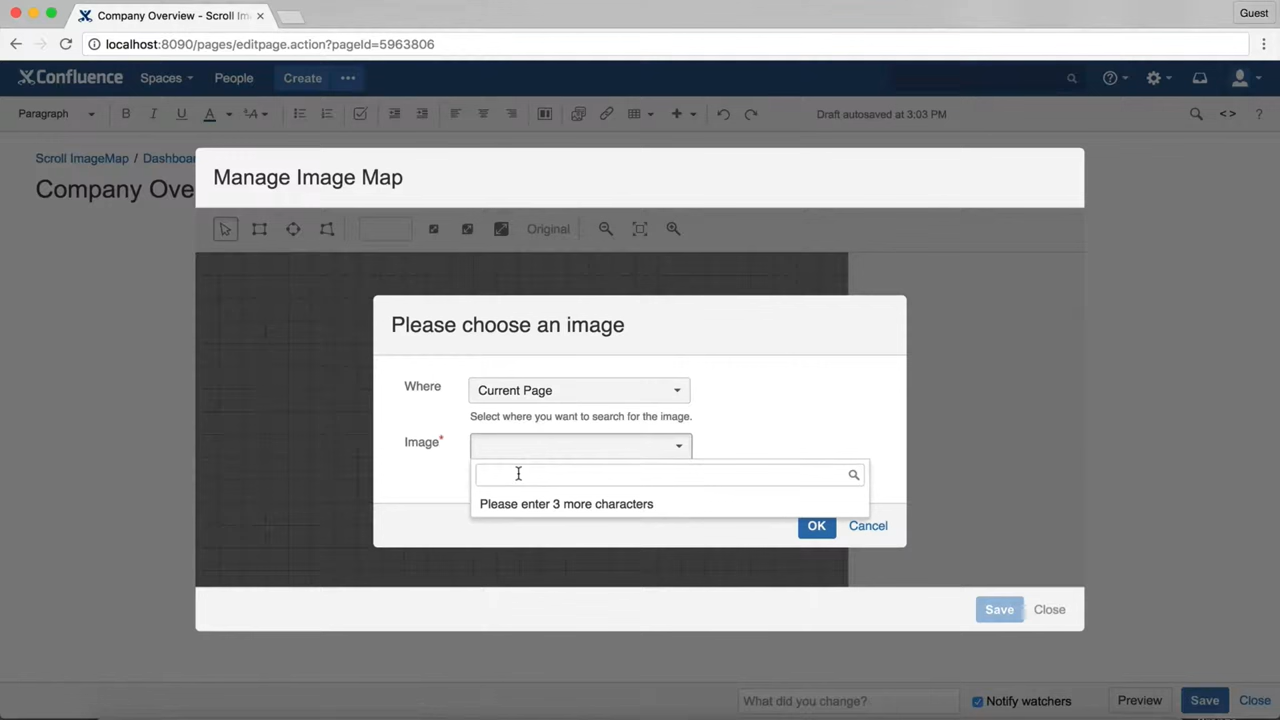 Company Overview - Scroll Im
Guest
localhost:8090/pages/editpage.action?pageId=5963806
Confluence
Spaces
People
Create
Paragraph
B
I
U
A
Draft autosaved at 3:03 PM
<>
?
Scroll ImageMap / Dashboa
Company Ove
Manage Image Map
Original
Please choose an image
Where
Current Page
Select where you want to search for the image.
Image*
Please enter 3 more characters
OK
Cancel
Save
Close
What did you change?
Notify watchers
Preview
Save
Close